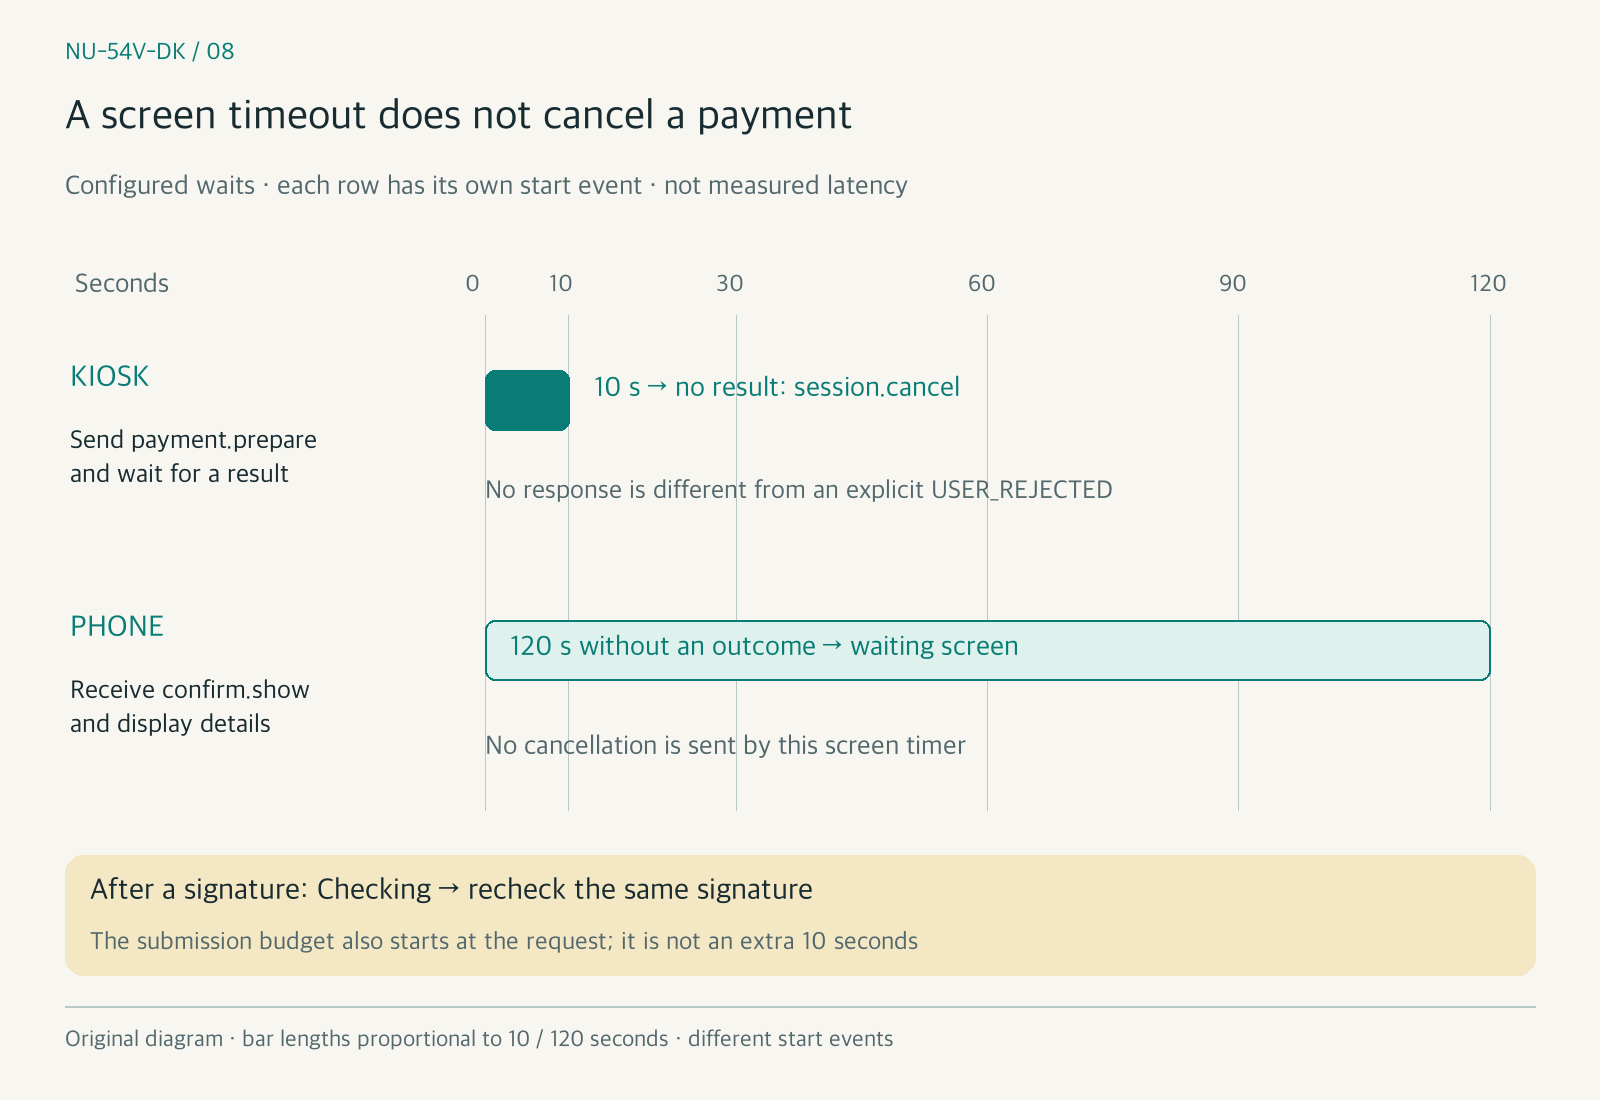 NU-54V-DK / 08
A screen timeout does not cancel a payment
Configured waits · each row has its own start event · not measured latency
Seconds 0 10 30 60 90 120
KIOSK
10 s → no result: session.cancel
Send payment.prepare
and wait for a result
No response is different from an explicit USER_REJECTED
PHONE
120 s without an outcome → waiting screen
Receive confirm.show
and display details
No cancellation is sent by this screen timer
After a signature: Checking → recheck the same signature
The submission budget also starts at the request; it is not an extra 10 seconds
Original diagram · bar lengths proportional to 10 / 120 seconds · different start events